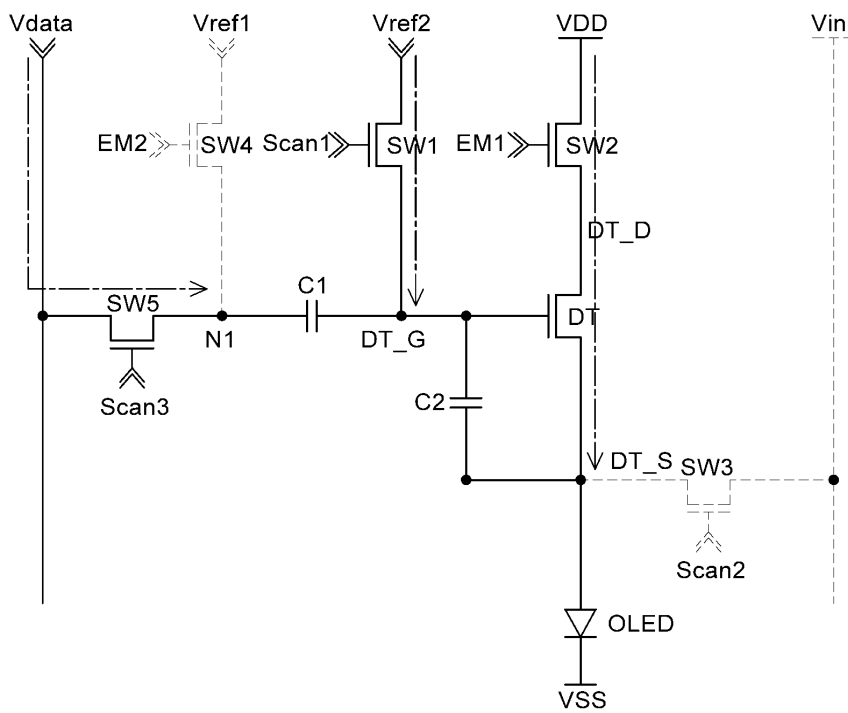 Vdata
Vref1
Vref2
VDD
Vin
EM2
SW4
Scan1
SW1
EM1
SW2
DT_D
C1
SW5
N1
DT_G
DT
Scan3
C2
DT_S
SW3
Scan2
OLED
VSS